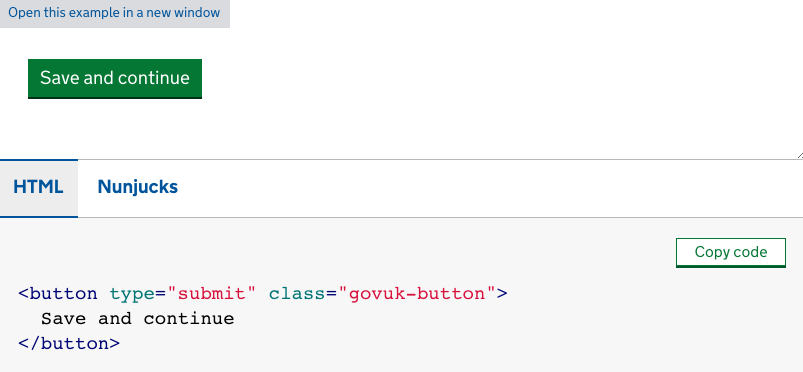 Open this example in a new window
Save and continue
HTML Nunjucks
Copy code
<button type="submit" class="govuk-button">
  Save and continue
</button>